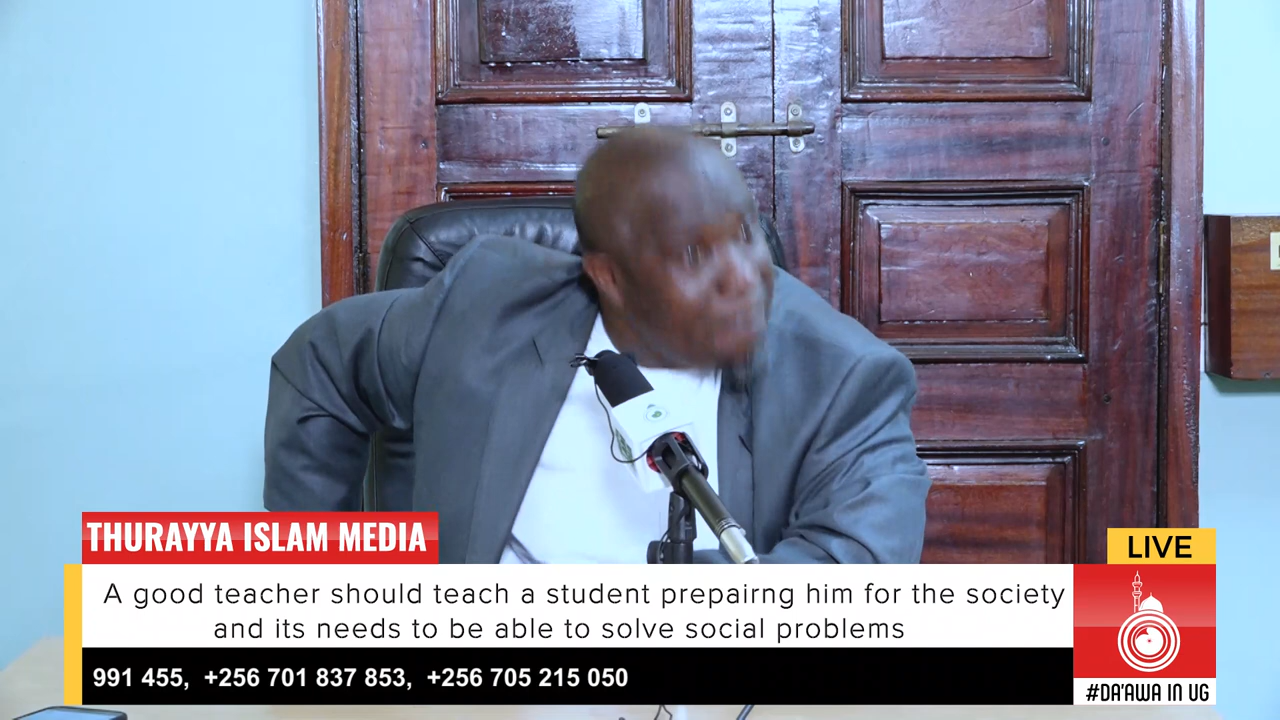 THURAYYA ISLAM MEDIA
LIVE
A good teacher should teach a student prepairng him for the society
and its needs to be able to solve social problems
991 455, +256 701 837 853, +256 705 215 050
#DA'AWA IN UG